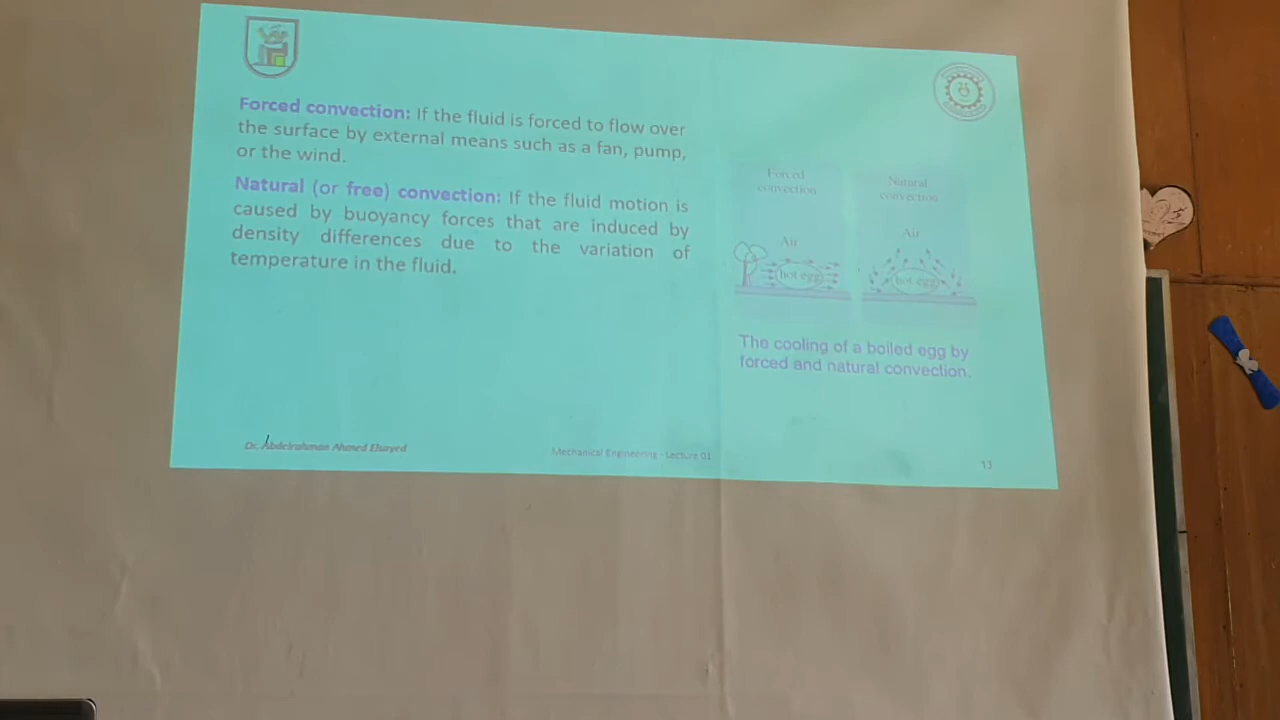 Forced convection: If the fluid is forced to flow over
the surface by external means such as a fan, pump,
or the wind.
Natural (or free) convection: If the fluid motion is
caused by buoyancy forces that are induced by
density differences due to the variation of
temperature in the fluid.
Forced
convection
Air
hot egg
Natural
convection
Air
hot egg
The cooling of a boiled egg by
forced and natural convection.
Dr. Abdelrahman Ahmed Elsayed
Mechanical Engineering - Lecture 01
13